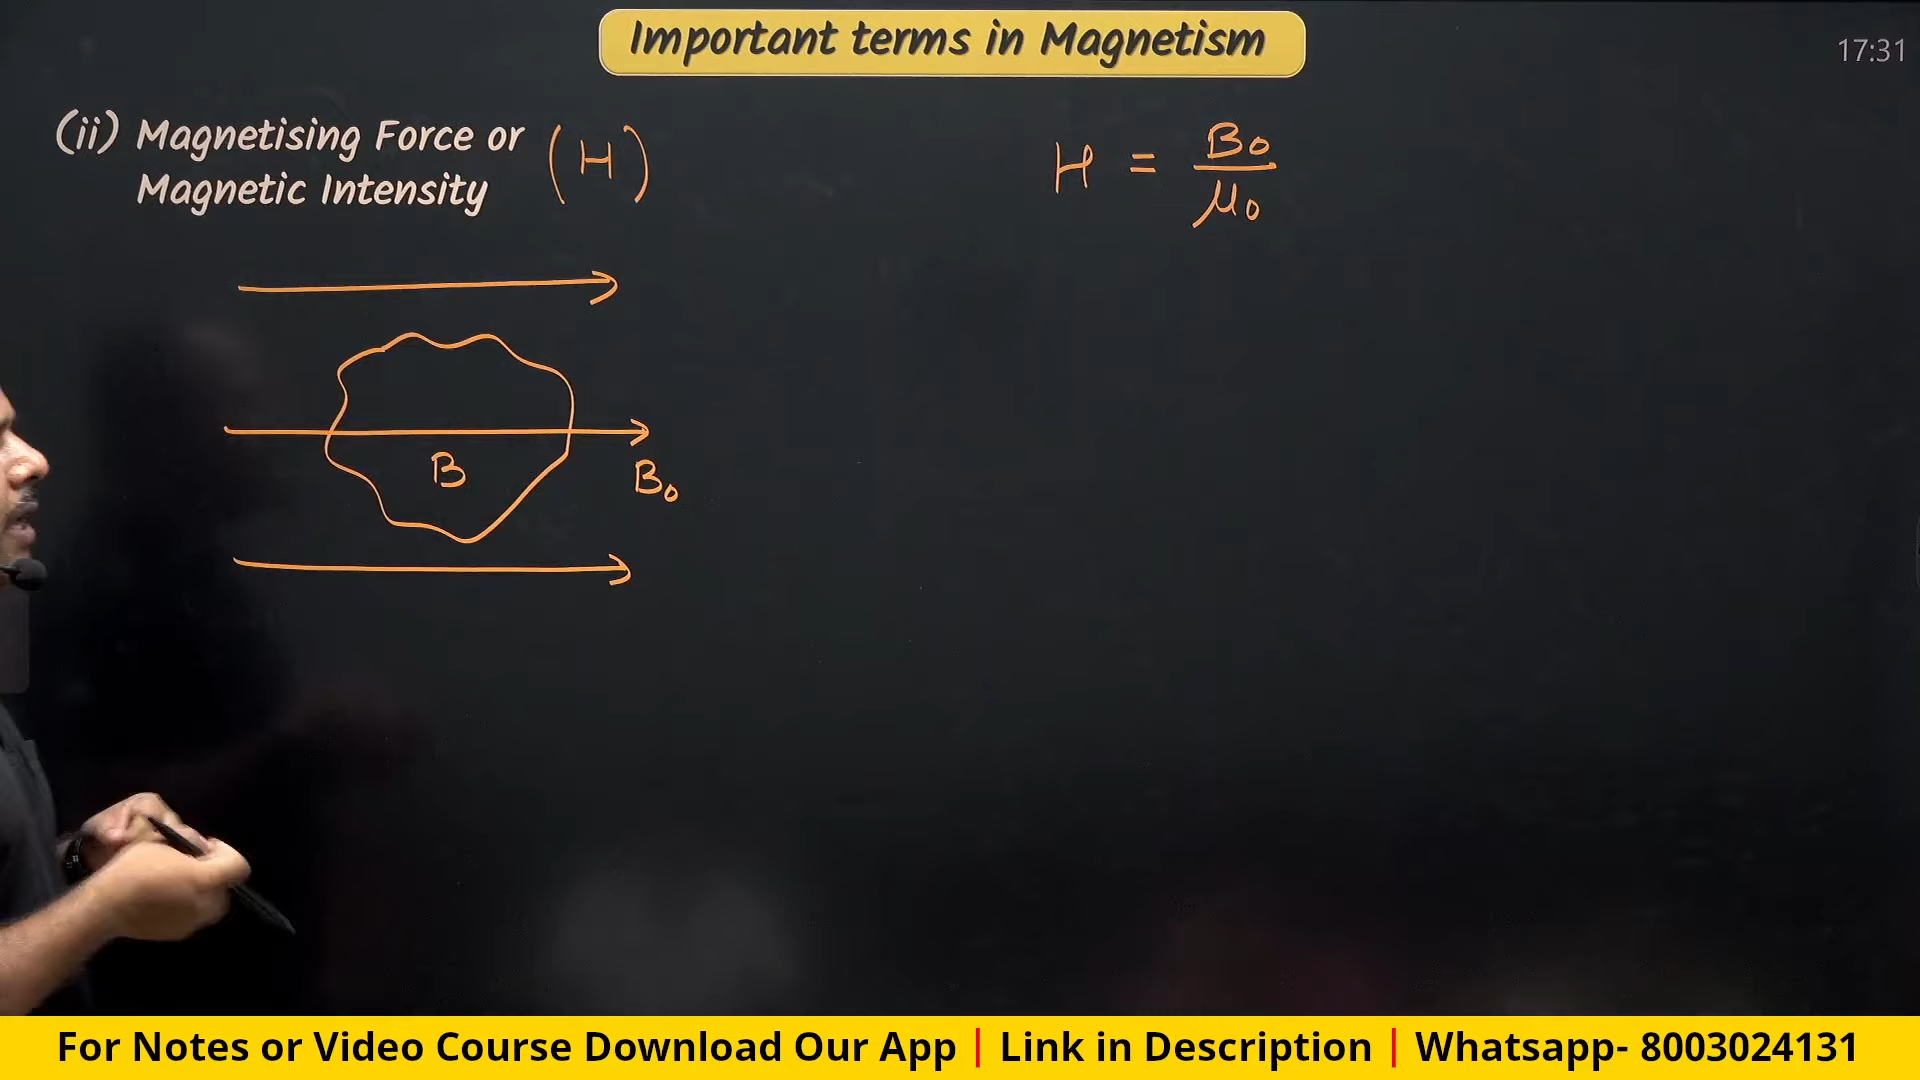 Important terms in Magnetism
17:31
(ii) Magnetising Force or
Magnetic Intensity
(H)
H = B₀/μ₀
B
B₀
For Notes or Video Course Download Our App | Link in Description | Whatsapp- 8003024131